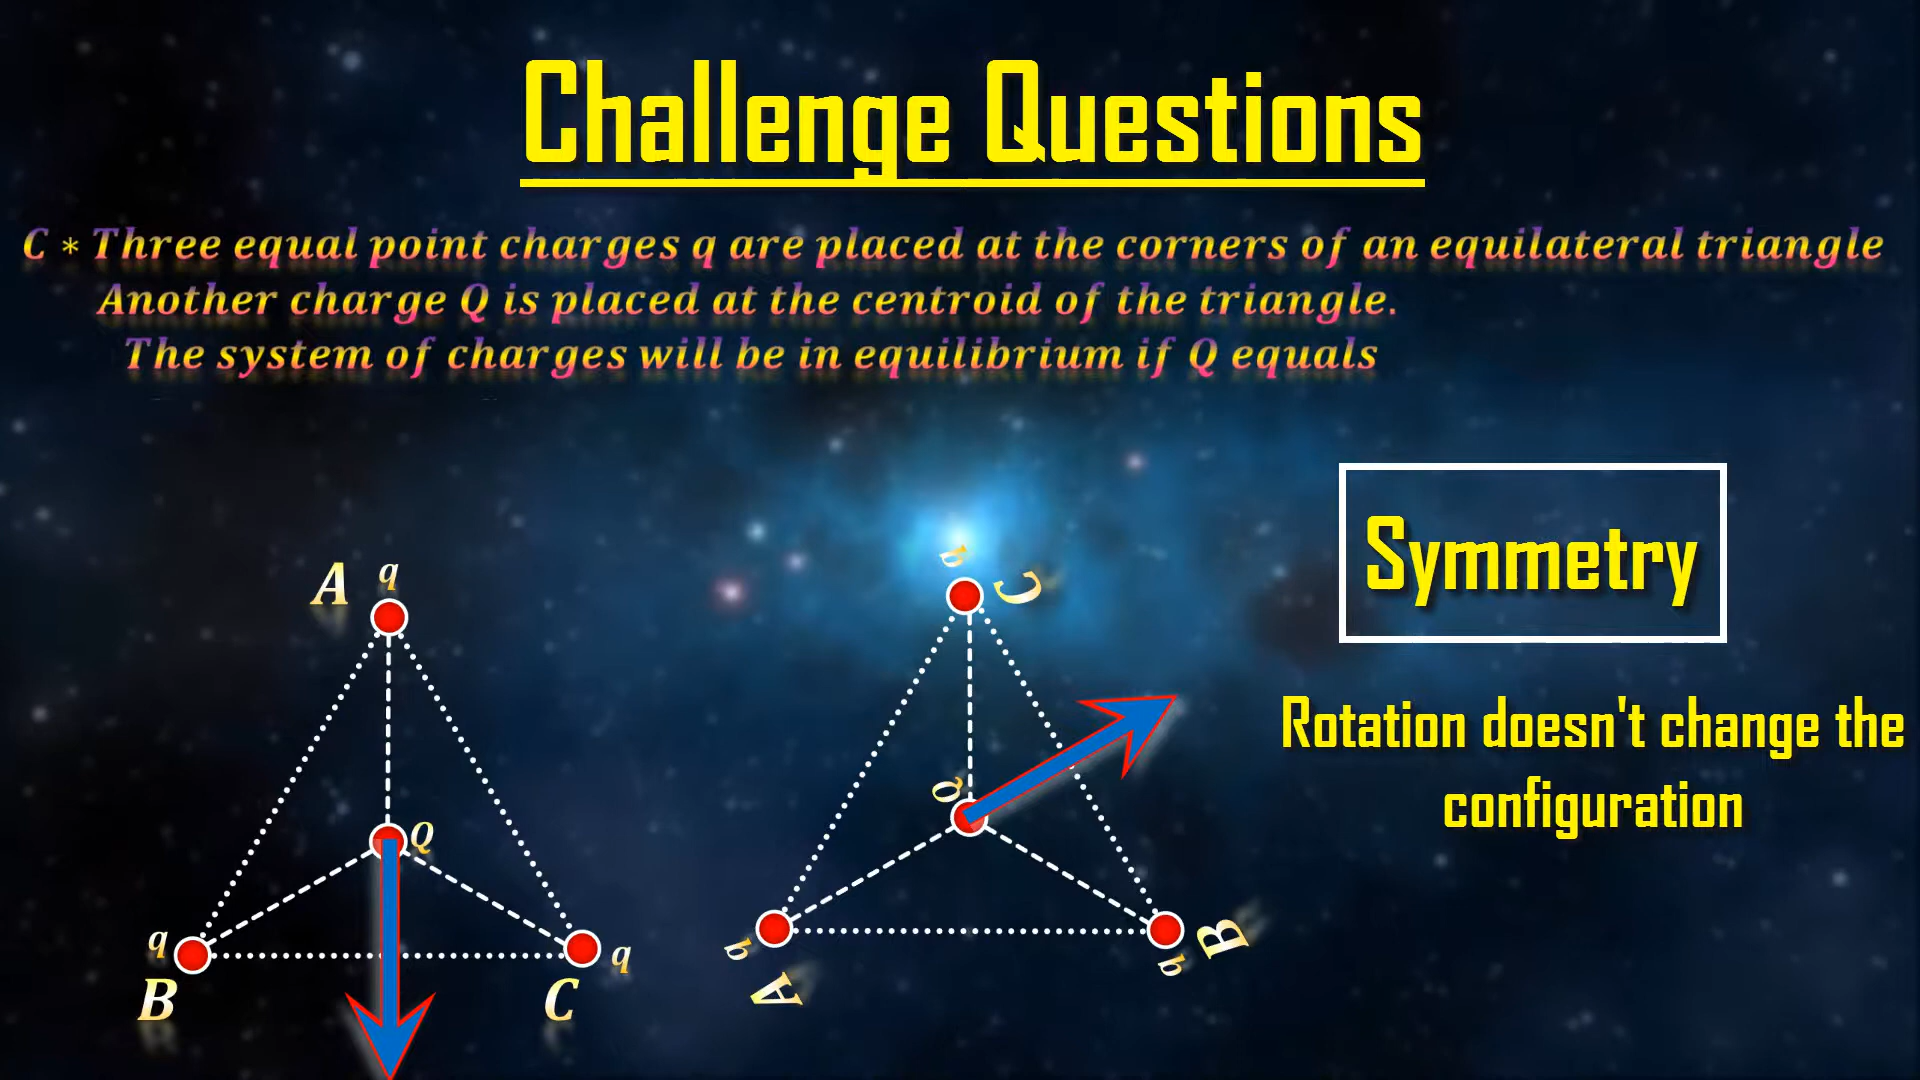 Challenge Questions
C * Three equal point charges q are placed at the corners of an equilateral triangle
Another charge Q is placed at the centroid of the triangle.
The system of charges will be in equilibrium if Q equals
Symmetry
Rotation doesn't change the
configuration
A q
Q
q
B
C
q
q
C
Q
q
A
B
q